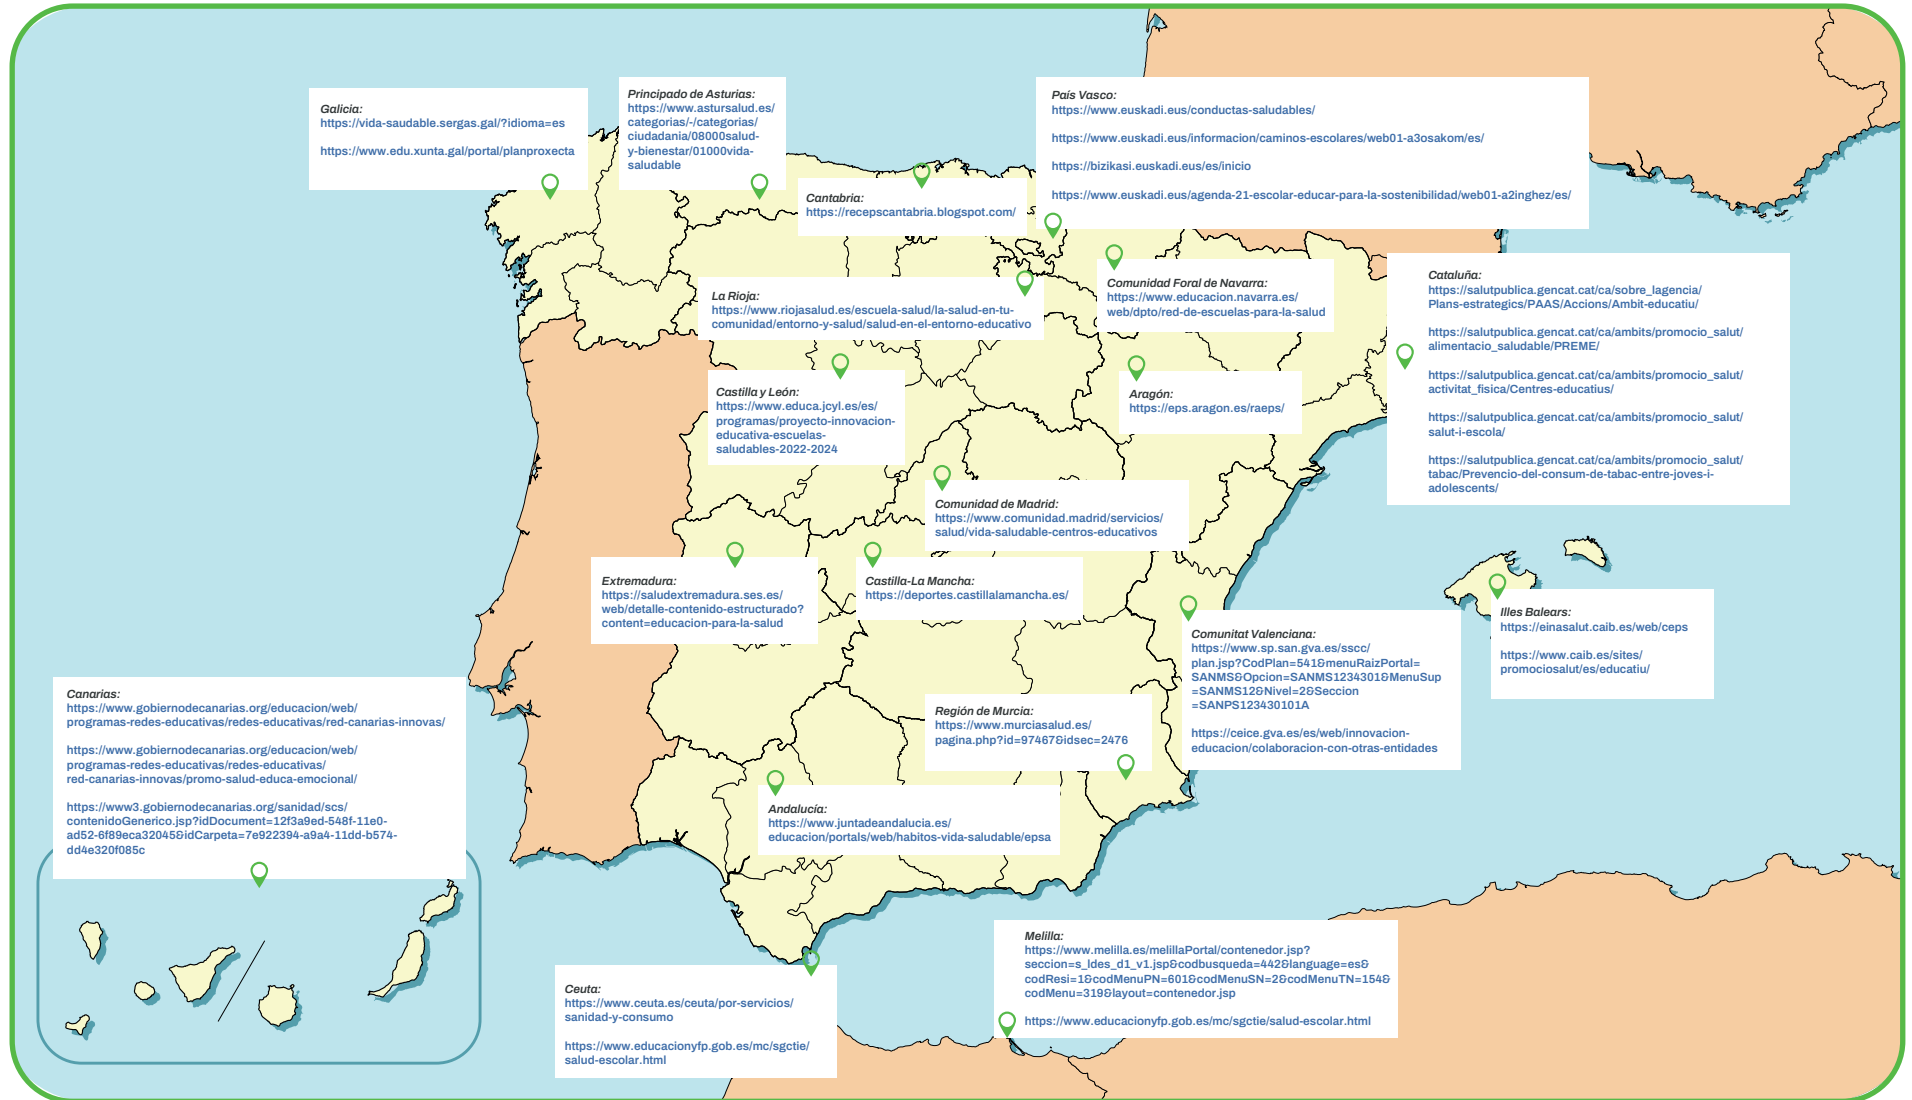 Galicia:
https://vida-saudable.sergas.gal/?idioma=es
https://www.edu.xunta.gal/portal/planproxecta
Principado de Asturias:
https://www.astursalud.es/
categorias/-/categorias/
ciudadania/08000salud-
y-bienestar/01000vida-
saludable
Cantabria:
https://recepscantabria.blogspot.com/
País Vasco:
https://www.euskadi.eus/conductas-saludables/
https://www.euskadi.eus/informacion/caminos-escolares/web01-a3osakom/es/
https://bizikasi.euskadi.eus/es/inicio
https://www.euskadi.eus/agenda-21-escolar-educar-para-la-sostenibilidad/web01-a2inghez/es/
La Rioja:
https://www.riojasalud.es/escuela-salud/la-salud-en-tu-
comunidad/entorno-y-salud/salud-en-el-entorno-educativo
Comunidad Foral de Navarra:
https://www.educacion.navarra.es/
web/dpto/red-de-escuelas-para-la-salud
Cataluña:
https://salutpublica.gencat.cat/ca/sobre_lagencia/
Plans-estrategics/PAAS/Accions/Ambit-educatiu/
https://salutpublica.gencat.cat/ca/ambits/promocio_salut/
alimentacio_saludable/PREME/
https://salutpublica.gencat.cat/ca/ambits/promocio_salut/
activitat_fisica/Centres-educatius/
https://salutpublica.gencat.cat/ca/ambits/promocio_salut/
salut-i-escola/
https://salutpublica.gencat.cat/ca/ambits/promocio_salut/
tabac/Prevencio-del-consum-de-tabac-entre-joves-i-
adolescents/
Castilla y León:
https://www.educa.jcyl.es/es/
programas/proyecto-innovacion-
educativa-escuelas-
saludables-2022-2024
Aragón:
https://eps.aragon.es/raeps/
Comunidad de Madrid:
https://www.comunidad.madrid/servicios/
salud/vida-saludable-centros-educativos
Extremadura:
https://saludextremadura.ses.es/
web/detalle-contenido-estructurado?
content=educacion-para-la-salud
Castilla-La Mancha:
https://deportes.castillalamancha.es/
Illes Balears:
https://einasalut.caib.es/web/ceps
https://www.caib.es/sites/
promociosalut/es/educatiu/
Comunitat Valenciana:
https://www.sp.san.gva.es/sscc/
plan.jsp?CodPlan=541&menuRaizPortal=
SANMS&Opcion=SANMS1234301&MenuSup
=SANMS12&Nivel=2&Seccion
=SANPS123430101A
https://ceice.gva.es/es/web/innovacion-
educacion/colaboracion-con-otras-entidades
Canarias:
https://www.gobiernodecanarias.org/educacion/web/
programas-redes-educativas/redes-educativas/red-canarias-innovas/
https://www.gobiernodecanarias.org/educacion/web/
programas-redes-educativas/redes-educativas/
red-canarias-innovas/promo-salud-educa-emocional/
https://www3.gobiernodecanarias.org/sanidad/scs/
contenidoGenerico.jsp?idDocument=12f3a9ed-548f-11e0-
ad52-6f89eca32045&idCarpeta=7e922394-a9a4-11dd-b574-
dd4e320f085c
Región de Murcia:
https://www.murciasalud.es/
pagina.php?id=97467&idsec=2476
Andalucía:
https://www.juntadeandalucia.es/
educacion/portals/web/habitos-vida-saludable/epsa
Ceuta:
https://www.ceuta.es/ceuta/por-servicios/
sanidad-y-consumo
https://www.educacionyfp.gob.es/mc/sgctie/
salud-escolar.html
Melilla:
https://www.melilla.es/melillaPortal/contenedor.jsp?
seccion=s_ldes_d1_v1.jsp&codbusqueda=442&language=es&
codResi=1&codMenuPN=601&codMenuSN=2&codMenuTN=154&
codMenu=319&layout=contenedor.jsp
https://www.educacionyfp.gob.es/mc/sgctie/salud-escolar.html